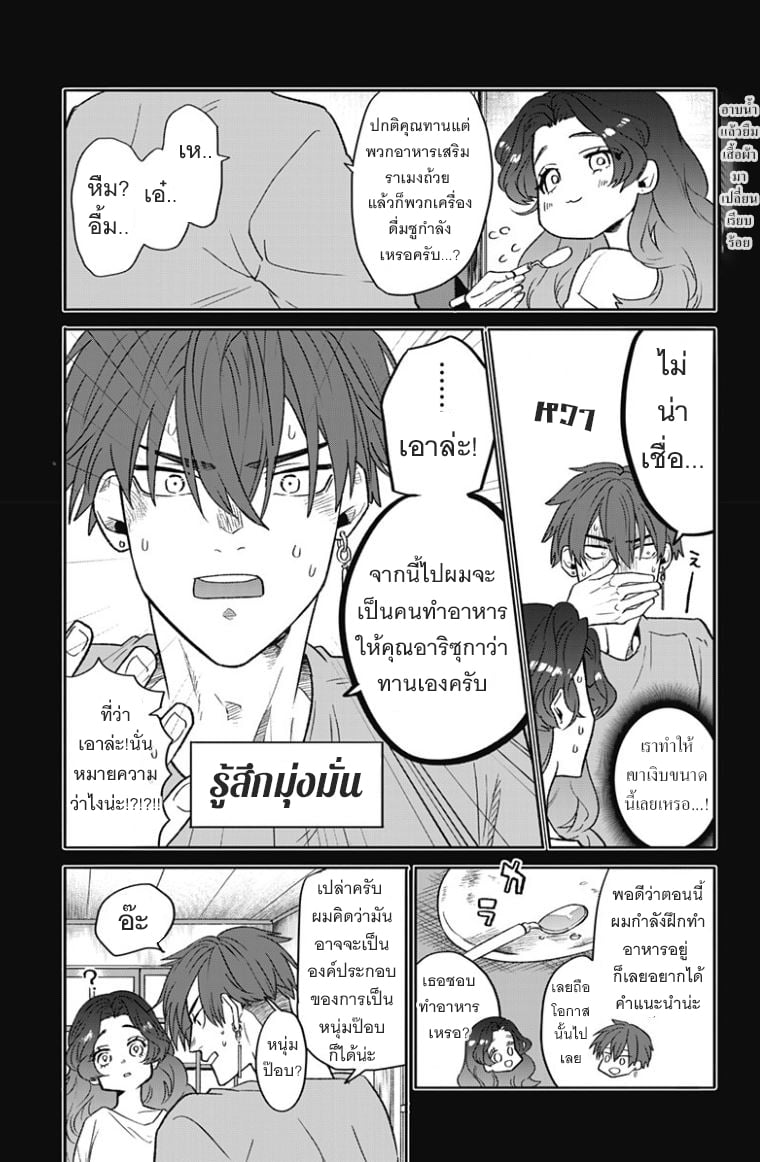 อาบน้ำ
แล้วยืม
เสื้อผ้า
มา
เปลี่ยน
เรียบ
ร้อย
ปกติคุณทานแต่
พวกอาหารเสริม
ราเมงถ้วย
แล้วก็พวกเครื่อง
ดื่มชูกำลัง
เหรอครับ...?
เห..
เอ๋..
หืม?
อื้ม..
ไม่
น่า
เชื่อ...
หวา
え
เราทำให้
เขาเงิบขนาด
นี้เลยเหรอ...!
......
เอาล่ะ!
จากนี้ไปผมจะ
เป็นคนทำอาหาร
ให้คุณอาริซุกาว่า
ทานเองครับ
รู้สึกมุ่งมั่น
ที่ว่า
เอาล่ะ!นั่น
หมายความ
ว่าไงน่ะ!?!?!!
พอดีว่าตอนนี้
ผมกำลังฝึกทำ
อาหารอยู่
ก็เลยอยากได้
คำแนะนำน่ะ
เลยถือ
โอกาส
นั้นไป
เลย
キラ
เธอชอบ
ทำอาหาร
เหรอ?
เปล่าครับ
ผมคิดว่ามัน
อาจจะเป็น
องค์ประกอบ
ของการเป็น
หนุ่มป๊อบ
ก็ได้น่ะ
หนุ่ม
ป๊อบ?
อ๊ะ
?